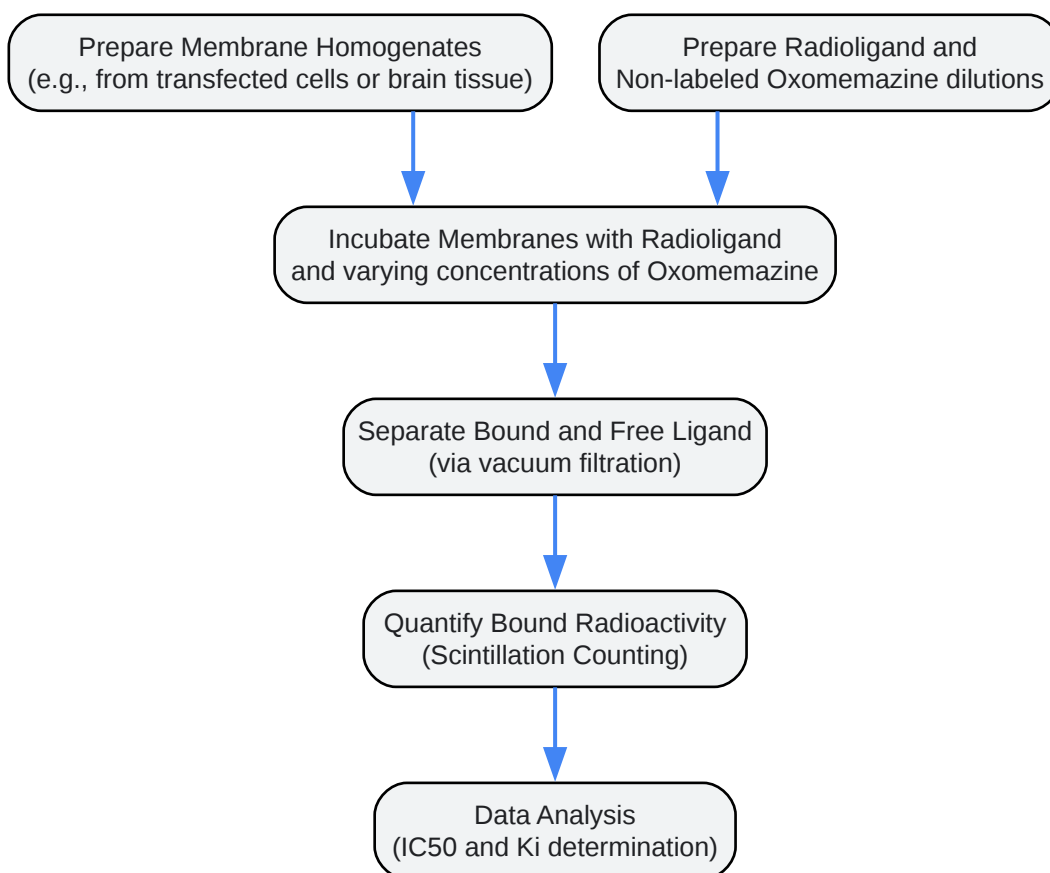 Prepare Membrane Homogenates
(e.g., from transfected cells or brain tissue)
Prepare Radioligand and
Non-labeled Oxomemazine dilutions
Incubate Membranes with Radioligand
and varying concentrations of Oxomemazine
Separate Bound and Free Ligand
(via vacuum filtration)
Quantify Bound Radioactivity
(Scintillation Counting)
Data Analysis
(IC50 and Ki determination)